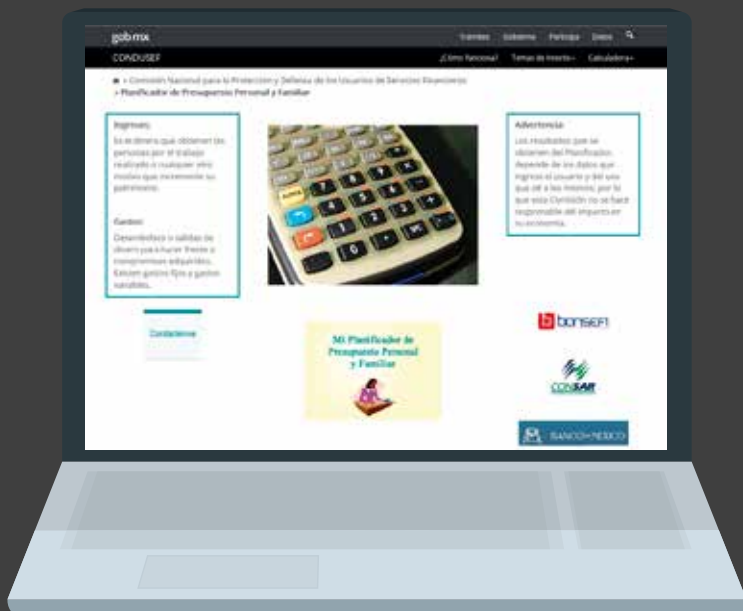 gob mx
Trámites Gobierno Participa Datos
CONDUSEF
¿Cómo funciona? Temas de interés Calculadora
» Comisión Nacional para la Protección y Defensa de los Usuarios de Servicios Financieros
» Planificador de Presupuesto Personal y Familiar
Ingresos:
Es el dinero que obtienen las
personas por el trabajo
realizado o cualquier otro
motivo que incremente su
patrimonio.
Gastos:
Desembolsos o salidas de
dinero para hacer frente a
compromisos adquiridos.
Existen gastos fijos y gastos
variables.
Contáctenos
Mi Planificador de
Presupuesto Personal
y Familiar
Advertencia
Los resultados que se
obtienen del Planificador,
depende de los datos que
ingrese el usuario y del uso
que dé a los mismos, por lo
que esta Comisión no se hace
responsable del impacto en
su economía.
bansefi
CONSAR
BANCO DE MÉXICO